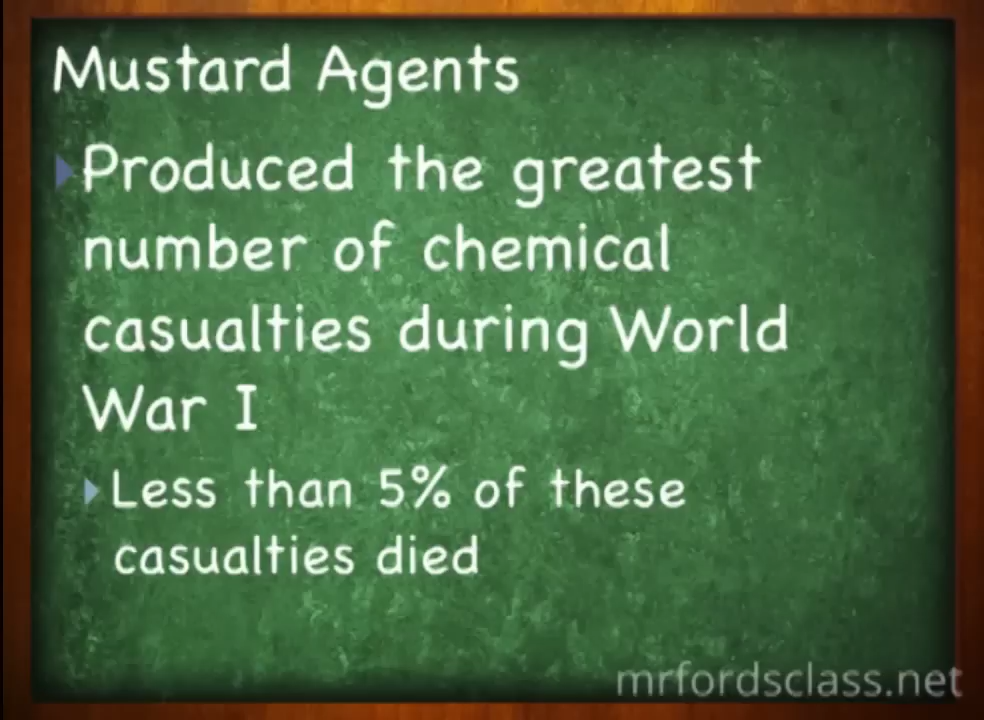 Mustard Agents
Produced the greatest
number of chemical
casualties during World
War I
Less than 5% of these
casualties died
mrfordsclass.net